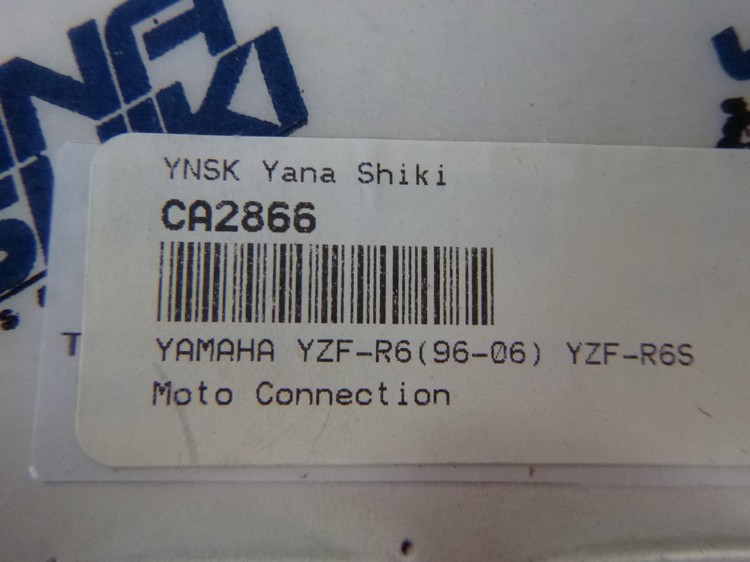 YNSK Yana Shiki
CA2866
YAMAHA YZF-R6(96-06) YZF-R6S
Moto Connection